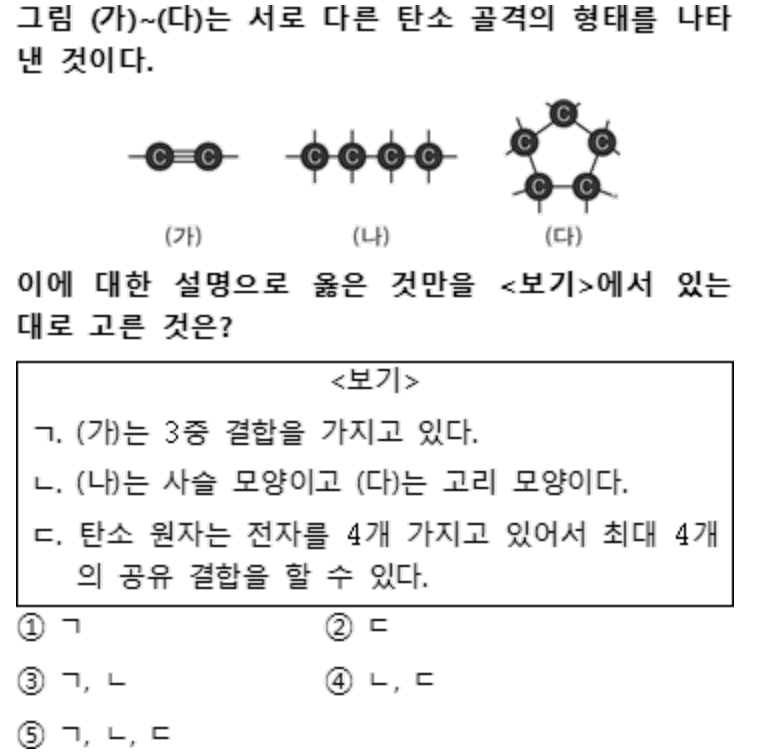 그림 (가)~(다)는 서로 다른 탄소 골격의 형태를 나타
낸 것이다.
C C
C C C C
C C C C C
(가) (나) (다)
이에 대한 설명으로 옳은 것만을 <보기>에서 있는
대로 고른 것은?
<보기>
ㄱ. (가)는 3중 결합을 가지고 있다.
ㄴ. (나)는 사슬 모양이고 (다)는 고리 모양이다.
ㄷ. 탄소 원자는 전자를 4개 가지고 있어서 최대 4개
의 공유 결합을 할 수 있다.
① ㄱ ② ㄷ
③ ㄱ, ㄴ ④ ㄴ, ㄷ
⑤ ㄱ, ㄴ, ㄷ